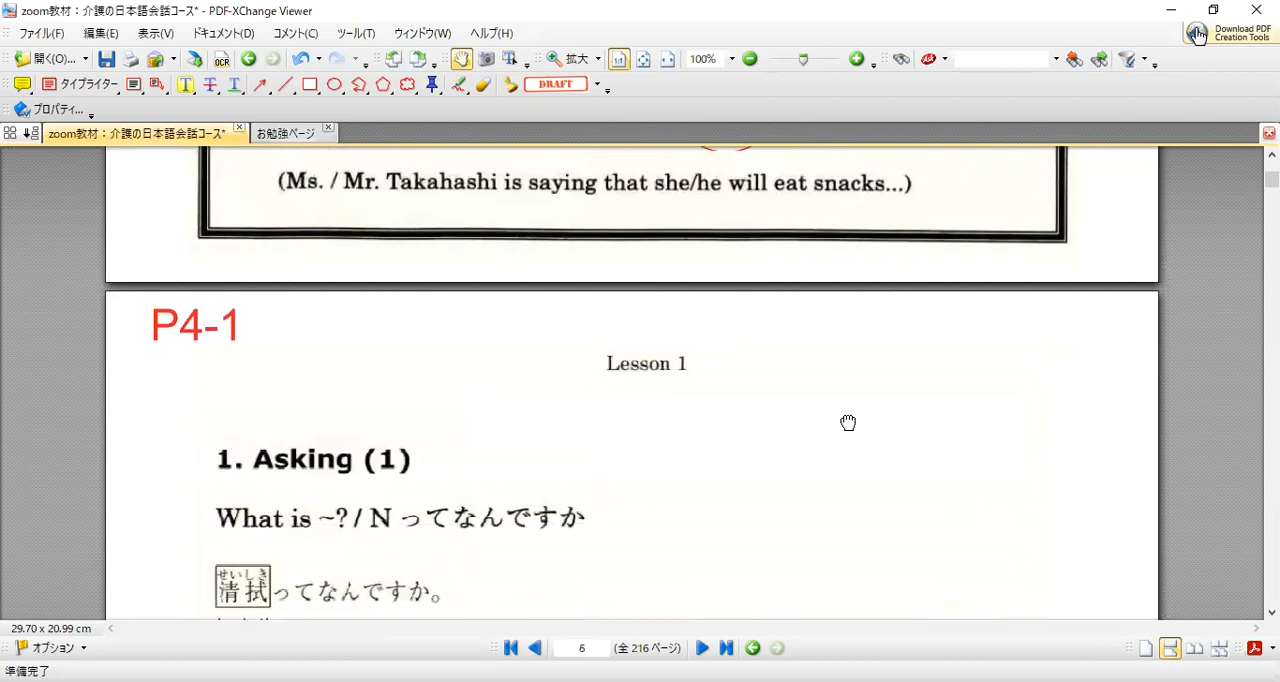 zoom教材：介護の日本語会話コース* - PDF-XChange Viewer
ファイル(F) 編集(E) 表示(V) ドキュメント(D) コメント(C) ツール(T) ウィンドウ(W) ヘルプ(H)
Download PDF
Creation Tools
開く(O)... OCR 拡大 100%
タイプライター DRAFT
プロパティ...
zoom教材：介護の日本語会話コース* お勉強ページ
(Ms. / Mr. Takahashi is saying that she/he will eat snacks...)
P4-1
Lesson 1
1. Asking (1)
What is ~? / N ってなんですか
せいしき
清拭ってなんですか。
29.70 x 20.99 cm
オプション 6 (全 216 ページ)
準備完了